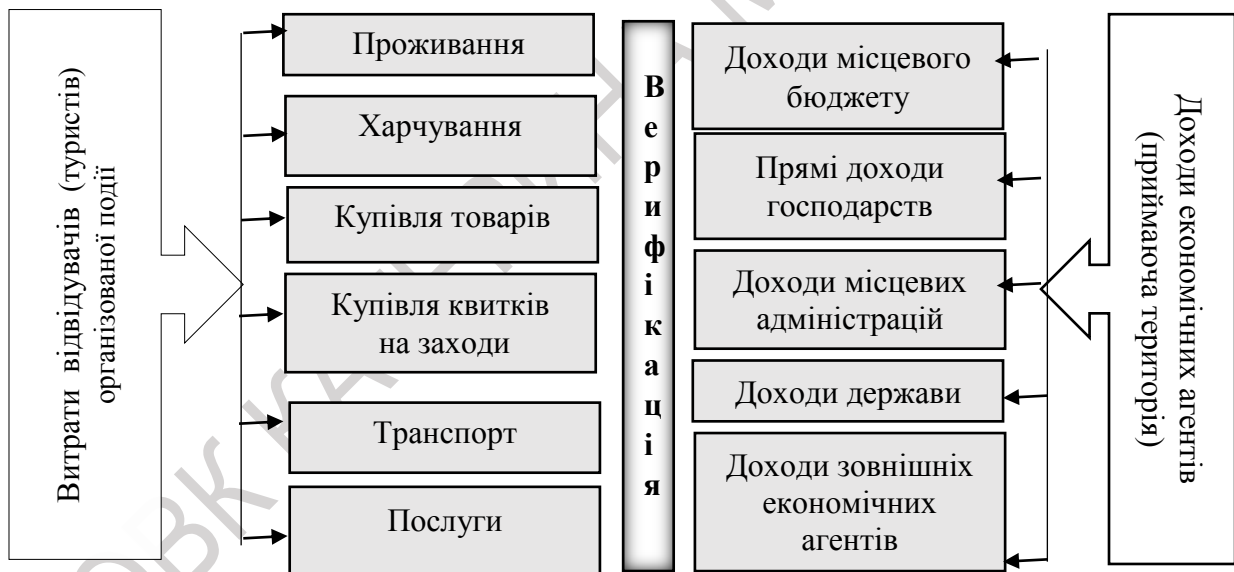 Витрати відвідувачів (туристів)
організованої події
Проживання
Харчування
Купівля товарів
Купівля квитків
на заходи
Транспорт
Послуги
Верифікація
Доходи місцевого
бюджету
Прямі доходи
господарств
Доходи місцевих
адміністрацій
Доходи держави
Доходи зовнішніх
економічних
агентів
Доходи економічних агентів
(приймаюча територія)